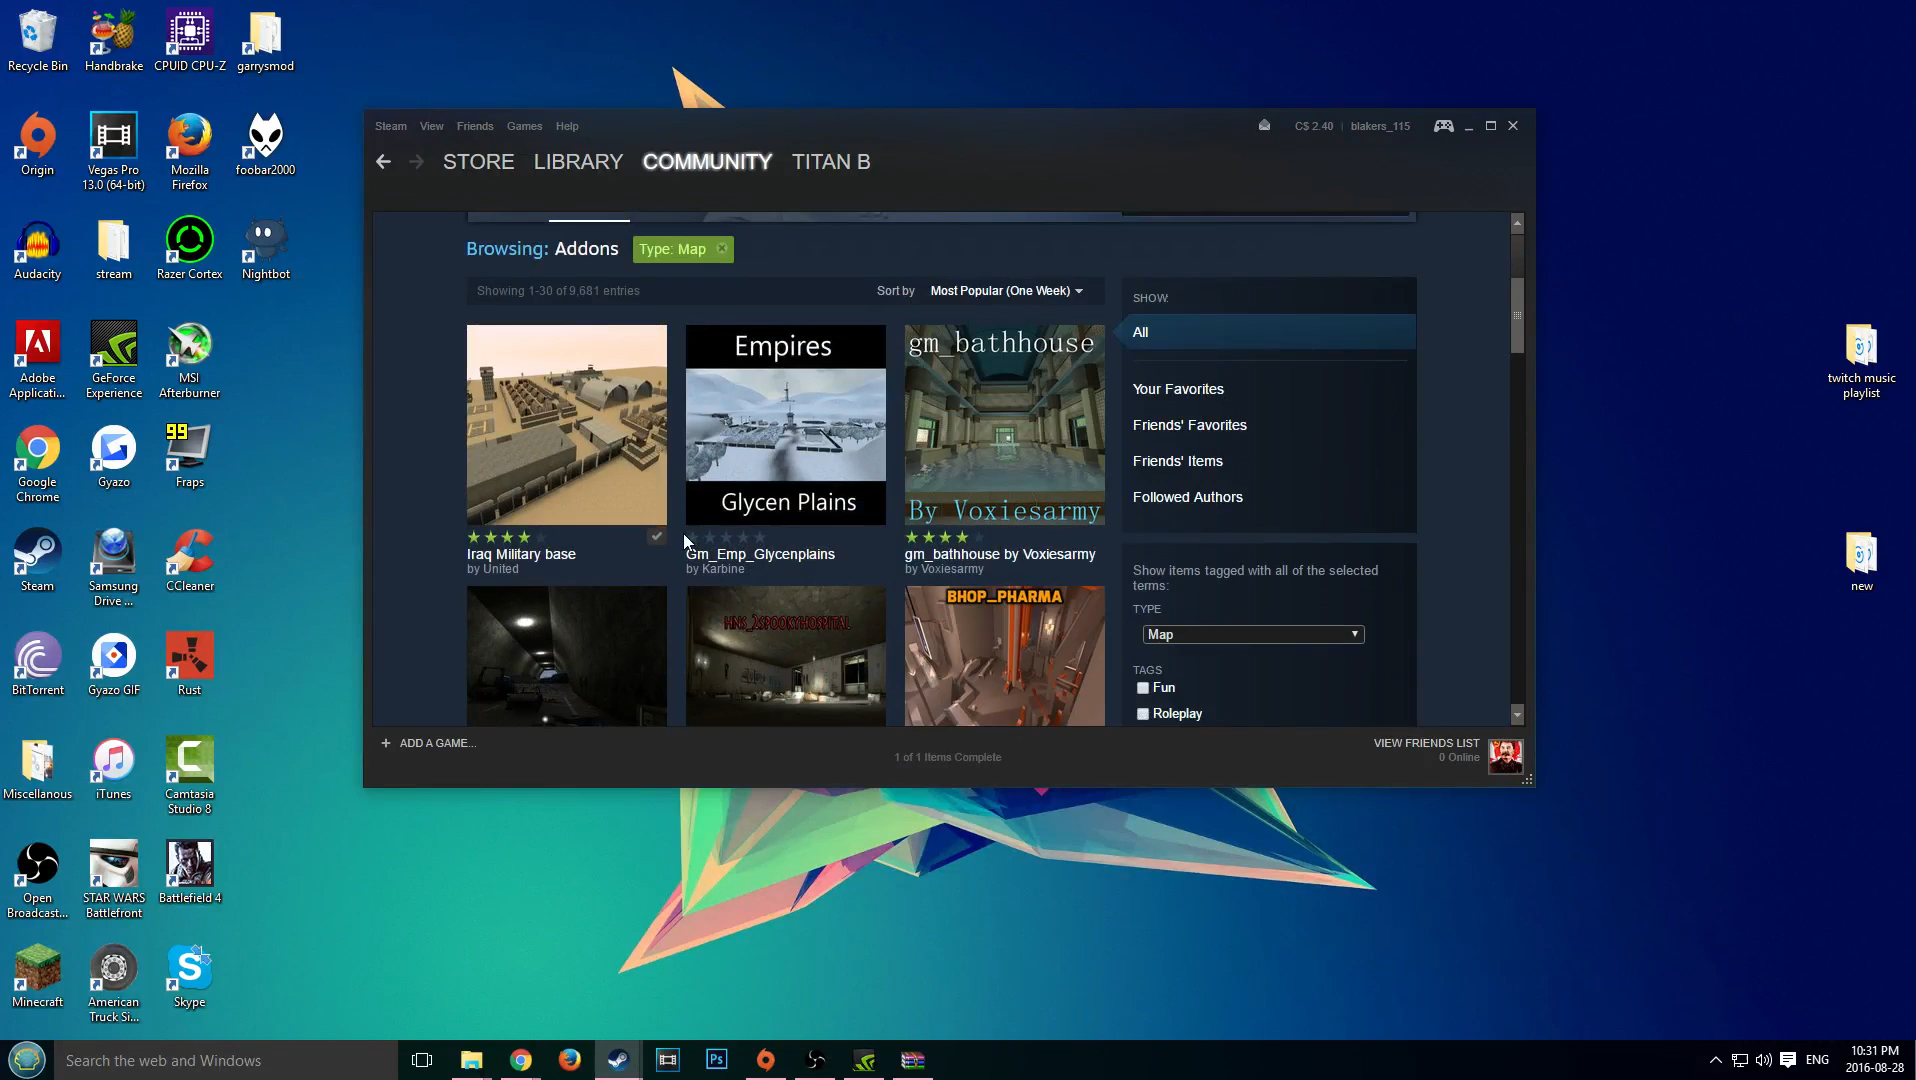 Recycle Bin
Handbrake
CPUID CPU-Z
garrysmod
Origin
Vegas Pro
13.0 (64-bit)
Mozilla
Firefox
foobar2000
Audacity
stream
Razer Cortex
Nightbot
Adobe
Applicati...
GeForce
Experience
MSI
Afterburner
Google
Chrome
Gyazo
99
Fraps
Steam
Samsung
Drive ...
CCleaner
BitTorrent
Gyazo GIF
Rust
Miscellanous
iTunes
Camtasia
Studio 8
Open
Broadcast...
STAR WARS
Battlefront
Battlefield 4
Minecraft
American
Truck Si...
Skype
Steam View Friends Games Help
C$ 2.40 | blakers_115
STORE LIBRARY COMMUNITY TITAN B
Browsing: Addons Type: Map
Showing 1-30 of 9,681 entries
Sort by Most Popular (One Week)
Empires
Glycen Plains
gm_bathhouse
By Voxiesarmy
Iraq Military base
by United
Gm_Emp_Glycenplains
by Karbine
gm_bathhouse by Voxiesarmy
by Voxiesarmy
HNS_2SPOOKYHOSPITAL
BHOP_PHARMA
SHOW:
All
Your Favorites
Friends' Favorites
Friends' Items
Followed Authors
Show items tagged with all of the selected
terms:
TYPE
Map
TAGS
Fun
Roleplay
+ ADD A GAME...
1 of 1 Items Complete
VIEW FRIENDS LIST
0 Online
twitch music
playlist
new
Search the web and Windows
Ps
ENG
10:31 PM
2016-08-28